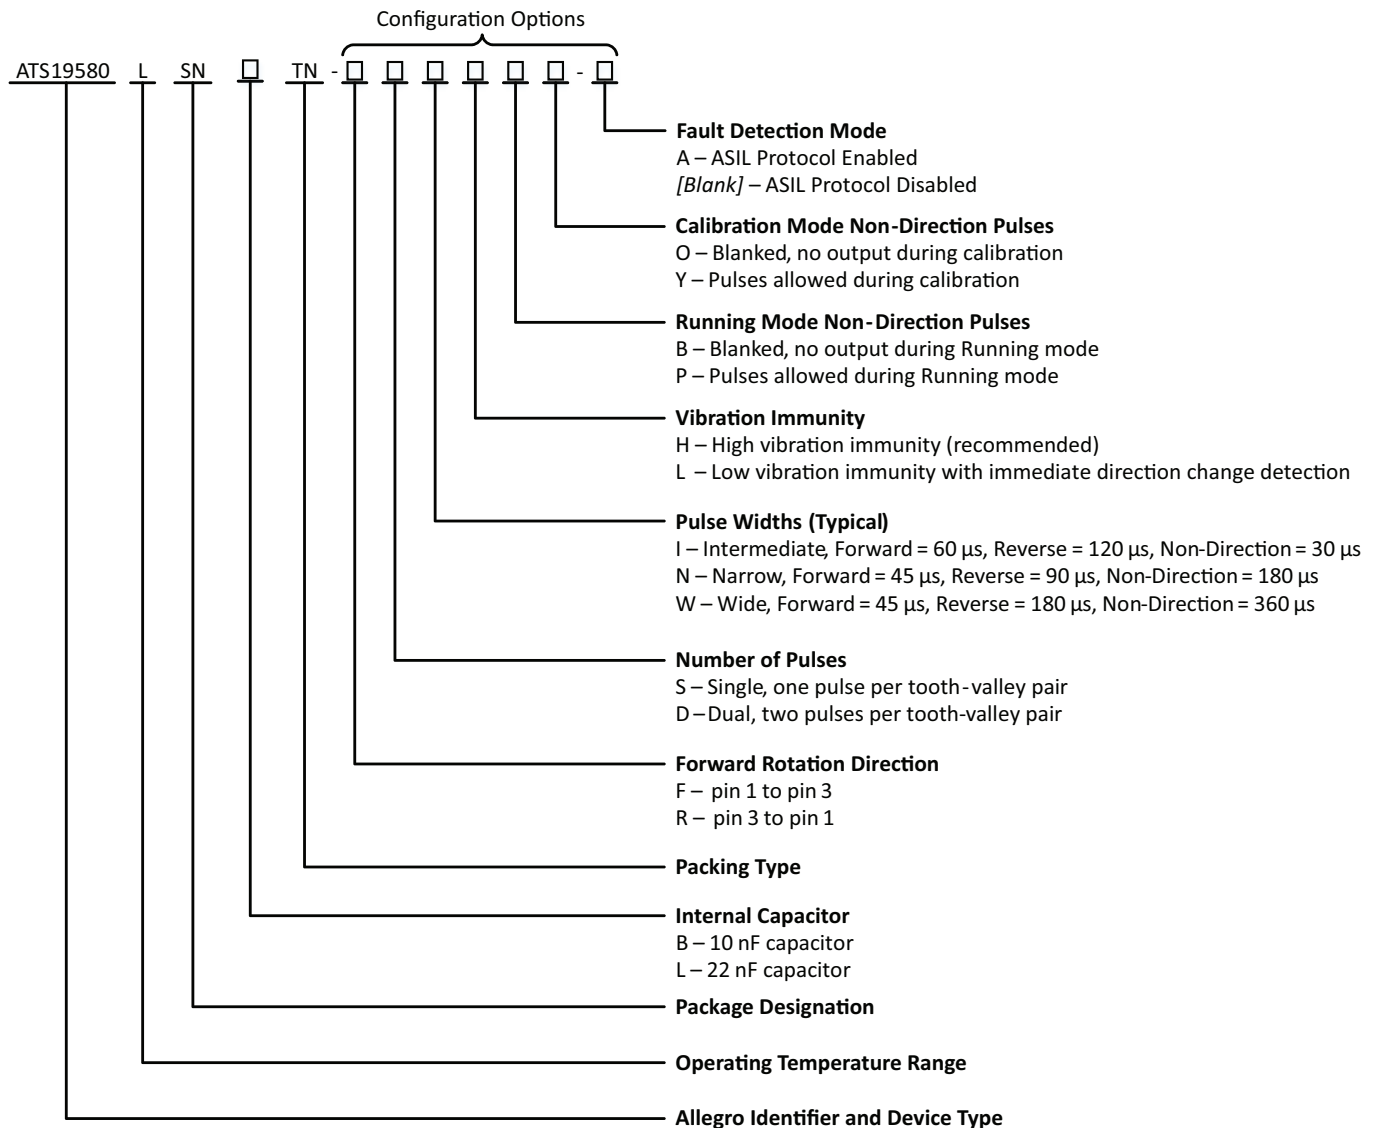 Configuration Options
ATS19580 L SN □ TN - □ □ □ □ □ □ - □
Fault Detection Mode
A – ASIL Protocol Enabled
[Blank] – ASIL Protocol Disabled
Calibration Mode Non-Direction Pulses
O – Blanked, no output during calibration
Y – Pulses allowed during calibration
Running Mode Non-Direction Pulses
B – Blanked, no output during Running mode
P – Pulses allowed during Running mode
Vibration Immunity
H – High vibration immunity (recommended)
L – Low vibration immunity with immediate direction change detection
Pulse Widths (Typical)
I – Intermediate, Forward = 60 µs, Reverse = 120 µs, Non-Direction = 30 µs
N – Narrow, Forward = 45 µs, Reverse = 90 µs, Non-Direction = 180 µs
W – Wide, Forward = 45 µs, Reverse = 180 µs, Non-Direction = 360 µs
Number of Pulses
S – Single, one pulse per tooth-valley pair
D – Dual, two pulses per tooth-valley pair
Forward Rotation Direction
F – pin 1 to pin 3
R – pin 3 to pin 1
Packing Type
Internal Capacitor
B – 10 nF capacitor
L – 22 nF capacitor
Package Designation
Operating Temperature Range
Allegro Identifier and Device Type